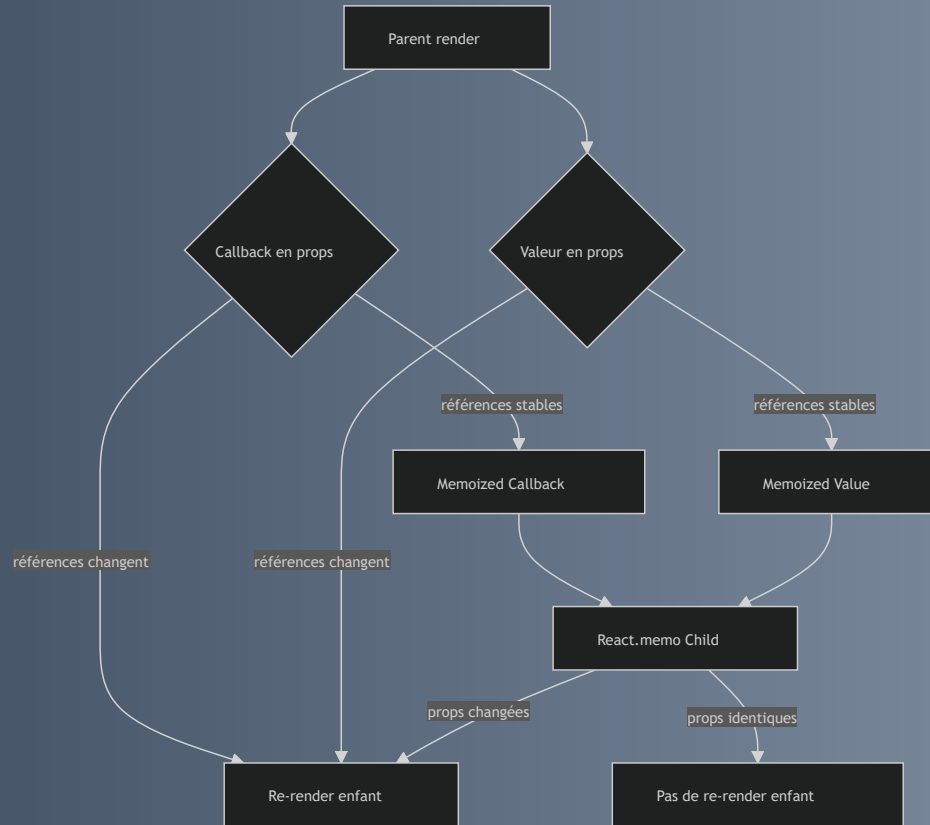 Parent render
Callback en props
Valeur en props
références stables
références stables
Memoized Callback
Memoized Value
références changent
références changent
React.memo Child
props changées
props identiques
Re-render enfant
Pas de re-render enfant